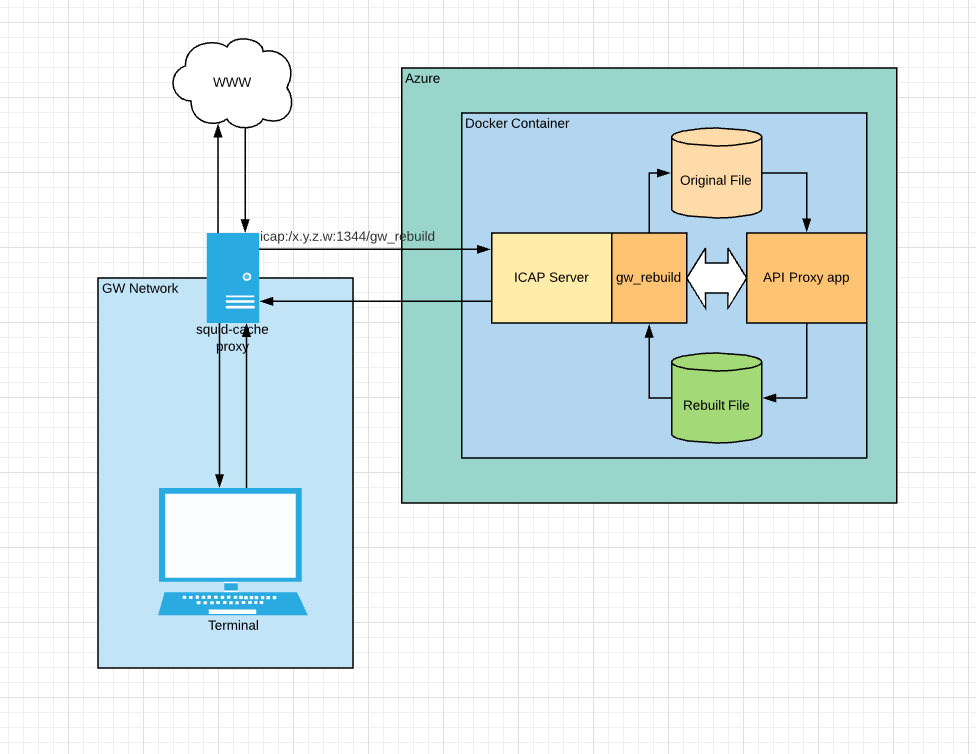 WWW
Azure
Docker Container
Original File
icap:/x.y.z.w:1344/gw_rebuild
ICAP Server
gw_rebuild
API Proxy app
GW Network
squid-cache
proxy
Rebuilt File
Terminal